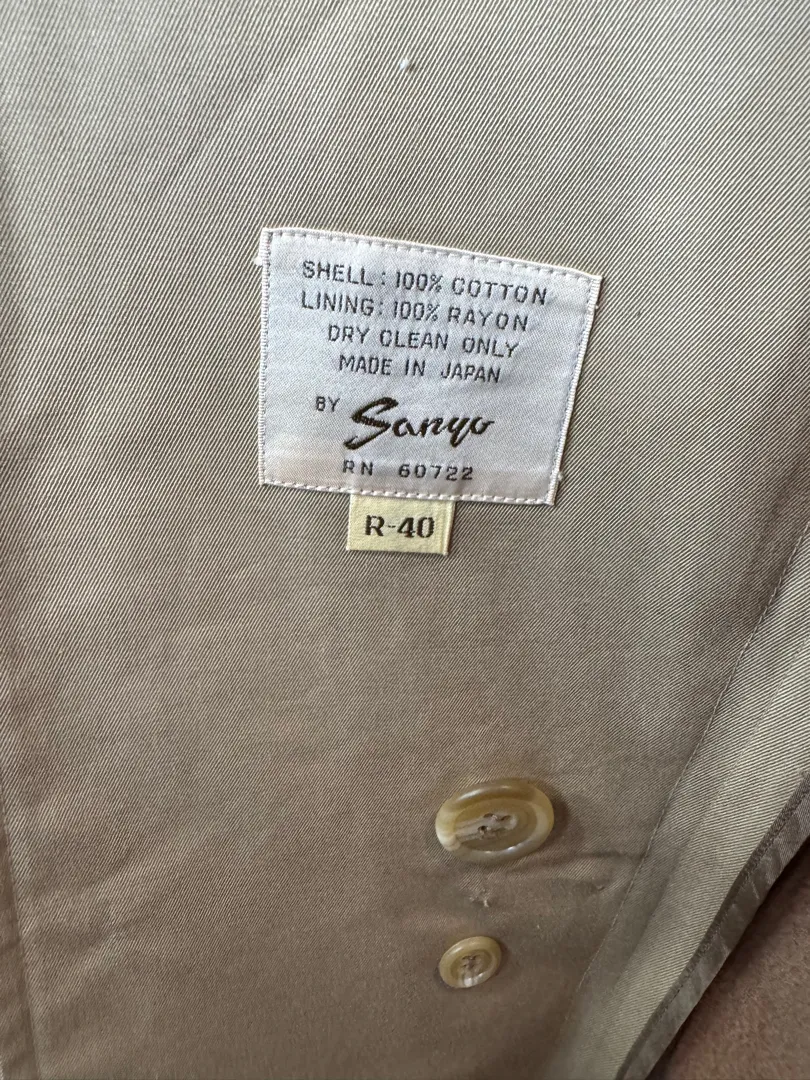 SHELL: 100% COTTON
LINING: 100% RAYON
DRY CLEAN ONLY
MADE IN JAPAN
BY Sanyo
RN 60722
R-40